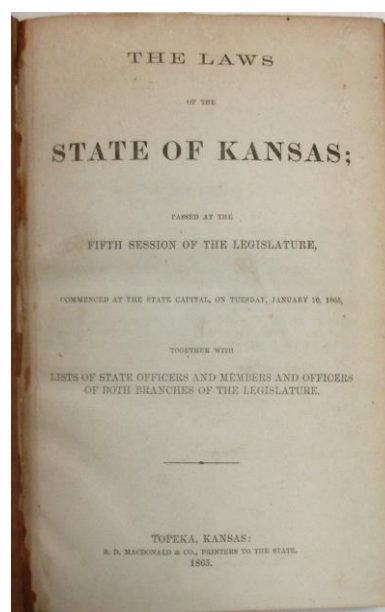 THE LAWS
OF THE
STATE OF KANSAS;
PASSED AT THE
FIFTH SESSION OF THE LEGISLATURE,
COMMENCED AT THE STATE CAPITAL, ON TUESDAY, JANUARY 10, 1865,
TOGETHER WITH
LISTS OF STATE OFFICERS AND MEMBERS AND OFFICERS
OF BOTH BRANCHES OF THE LEGISLATURE.
TOPEKA, KANSAS:
S. D. MACDONALD & CO., PRINTERS TO THE STATE.
1865.